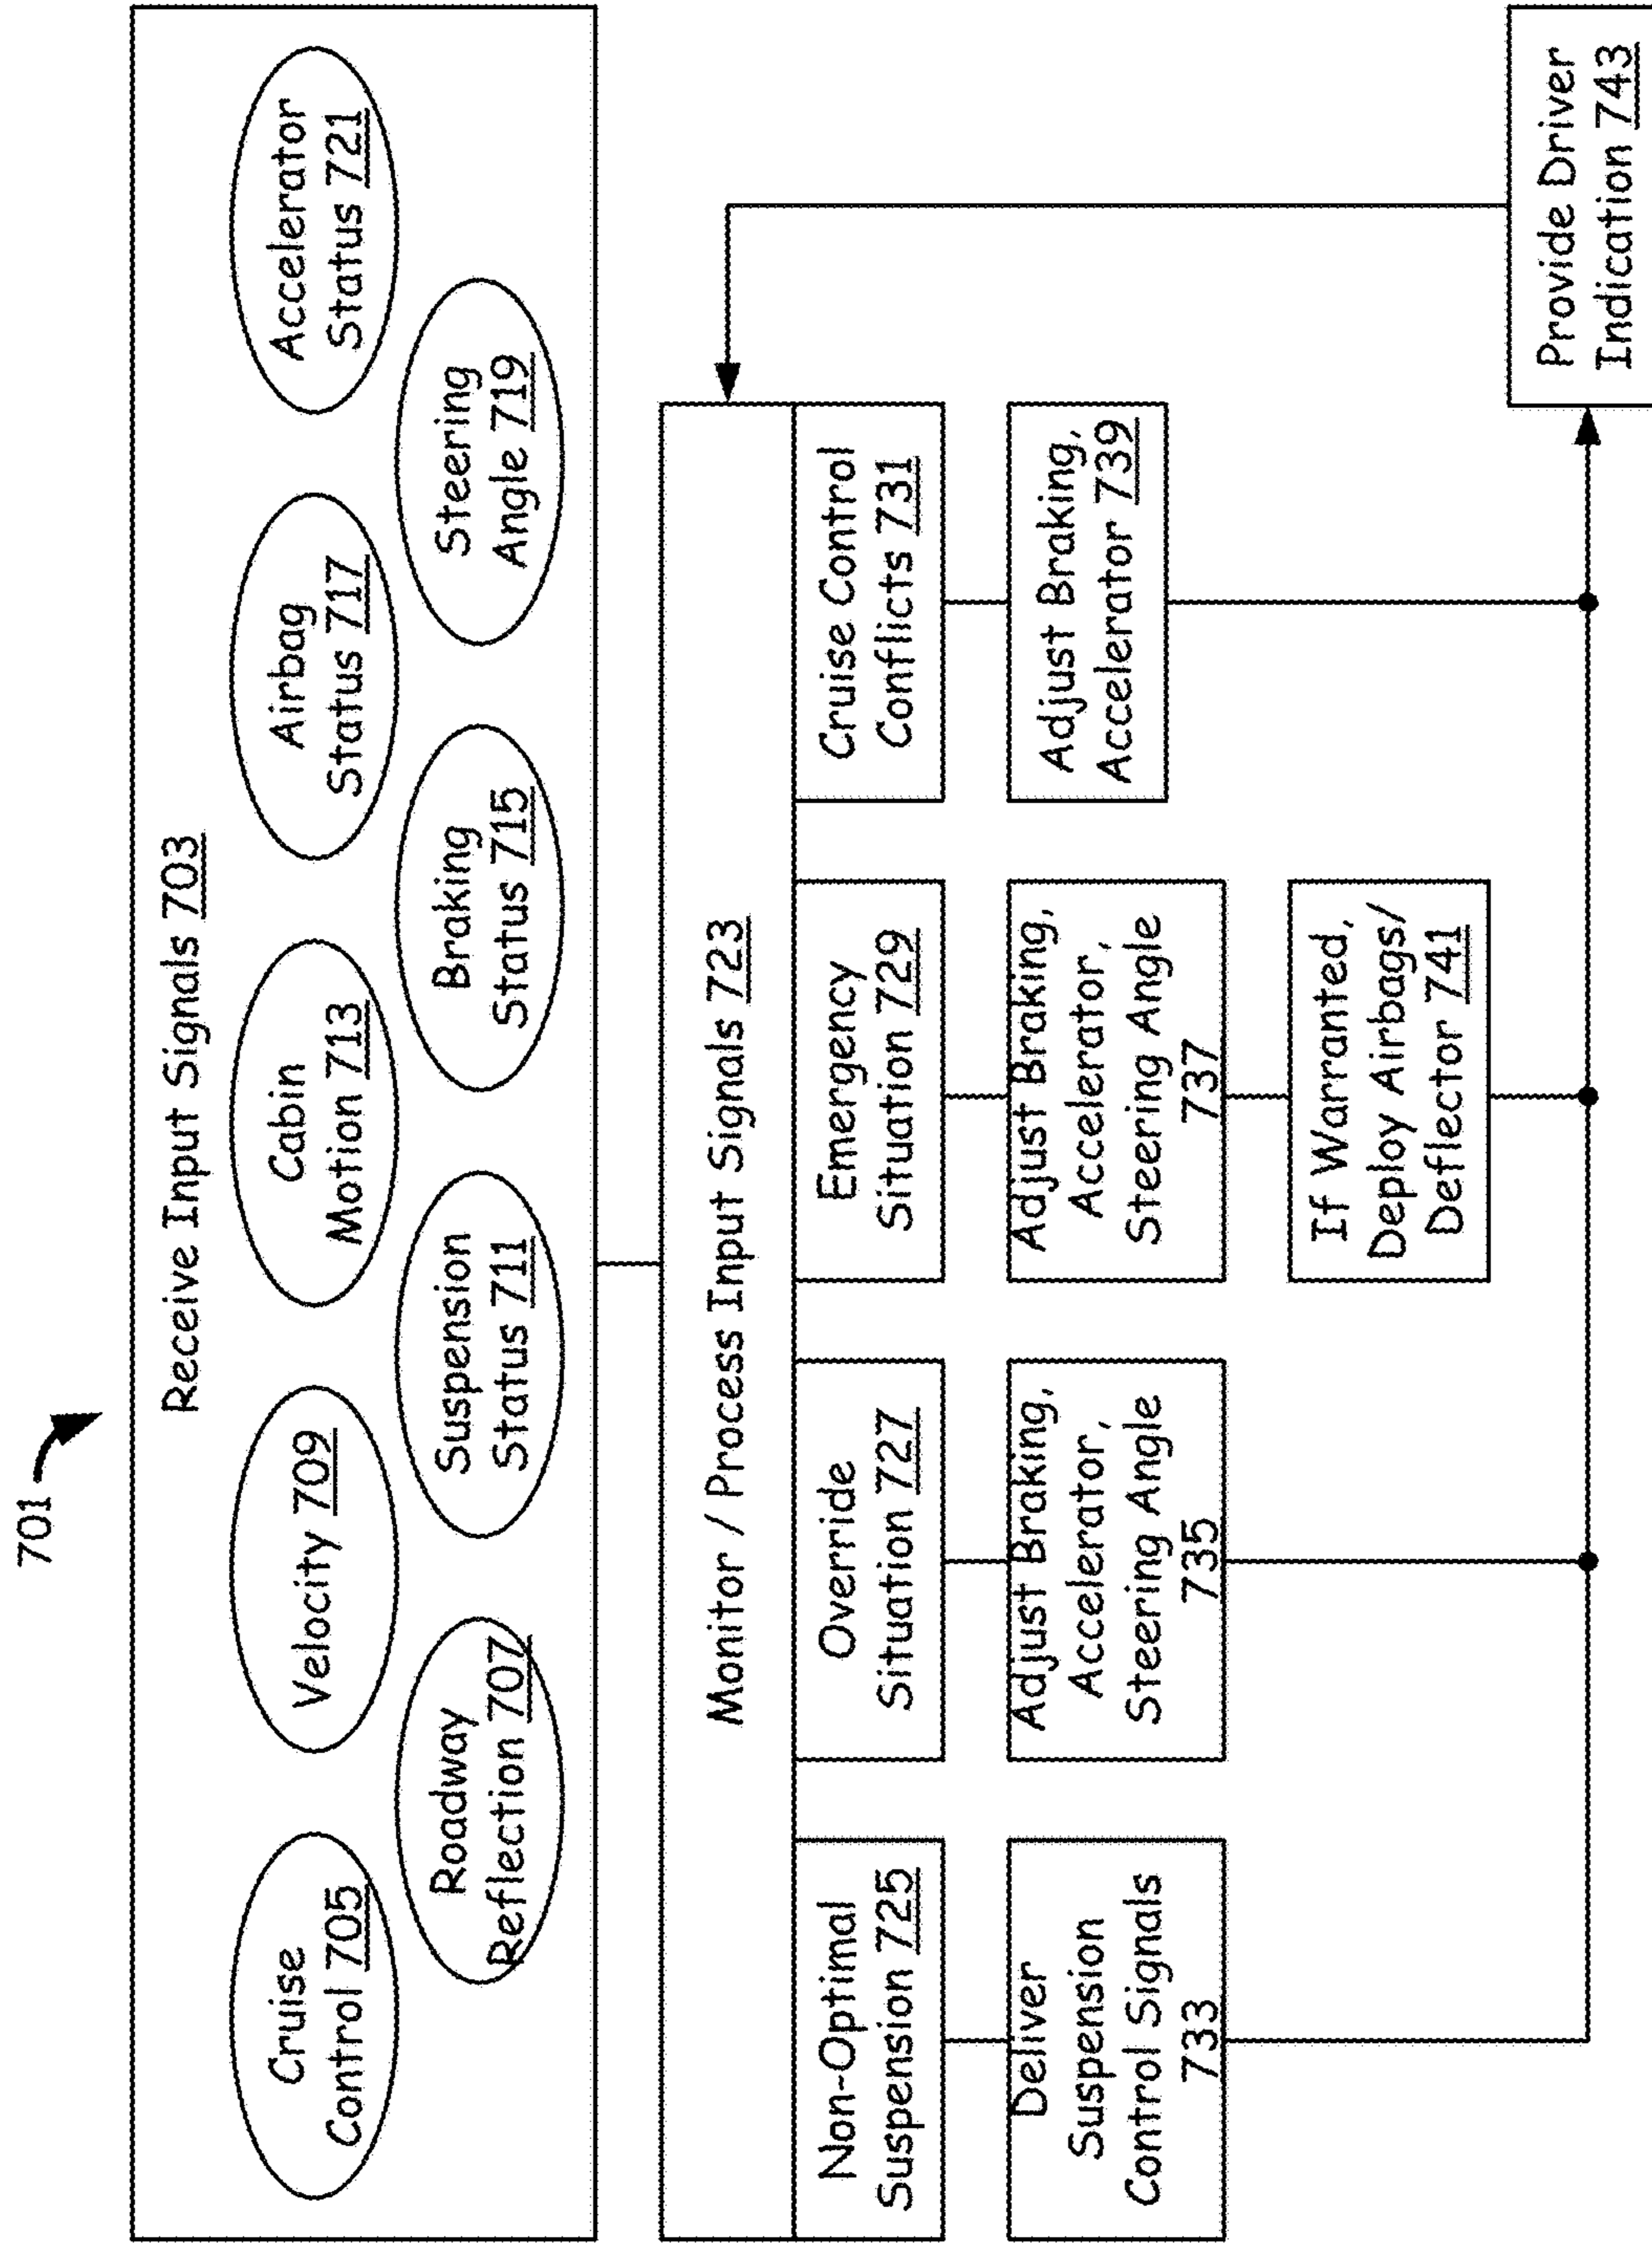 701
Receive Input Signals 703
Cruise
Control 705
Velocity 709
Cabin
Motion 713
Airbag
Status 717
Accelerator
Status 721
Roadway
Reflection 707
Suspension
Status 711
Braking
Status 715
Steering
Angle 719
Monitor / Process Input Signals 723
Non-Optimal
Suspension 725
Override
Situation 727
Emergency
Situation 729
Cruise Control
Conflicts 731
Deliver
Suspension
Control Signals
733
Adjust Braking,
Accelerator,
Steering Angle
735
Adjust Braking,
Accelerator,
Steering Angle
737
Adjust Braking,
Accelerator 739
If Warranted,
Deploy Airbags/
Deflector 741
Provide Driver
Indication 743